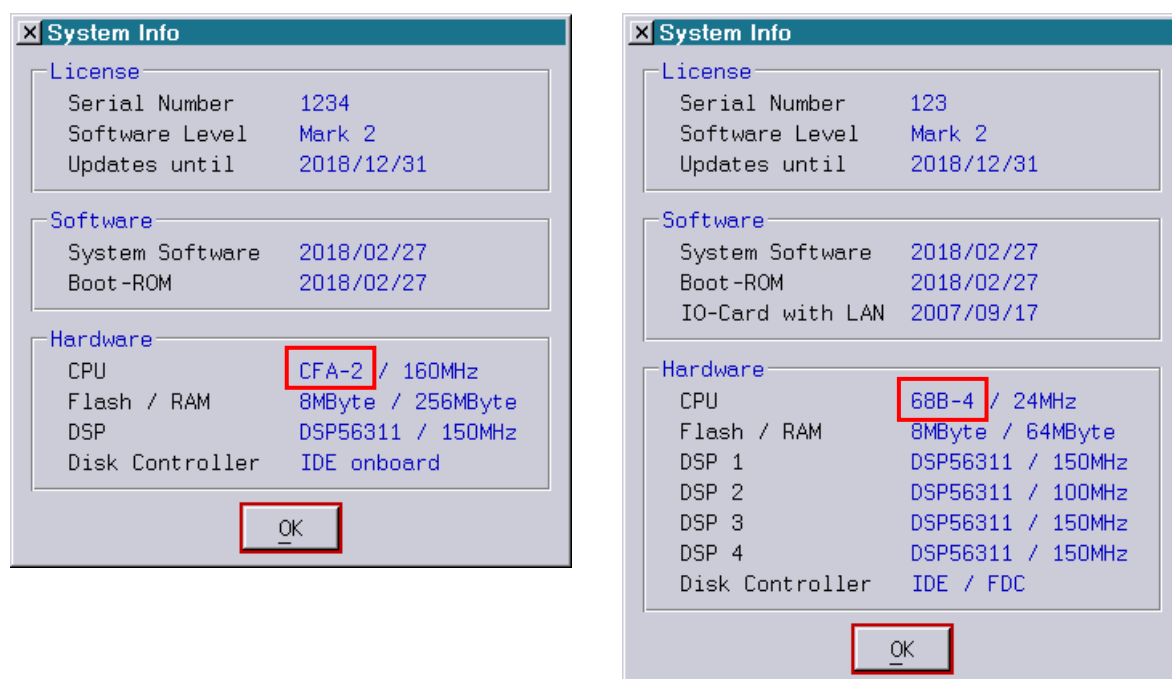 System Info
License
Serial Number 1234
Software Level Mark 2
Updates until 2018/12/31
Software
System Software 2018/02/27
Boot-ROM 2018/02/27
Hardware
CPU CFA-2 / 160MHz
Flash / RAM 8MByte / 256MByte
DSP DSP56311 / 150MHz
Disk Controller IDE onboard
OK
System Info
License
Serial Number 123
Software Level Mark 2
Updates until 2018/12/31
Software
System Software 2018/02/27
Boot-ROM 2018/02/27
IO-Card with LAN 2007/09/17
Hardware
CPU 68B-4 / 24MHz
Flash / RAM 8MByte / 64MByte
DSP 1 DSP56311 / 150MHz
DSP 2 DSP56311 / 100MHz
DSP 3 DSP56311 / 150MHz
DSP 4 DSP56311 / 150MHz
Disk Controller IDE / FDC
OK